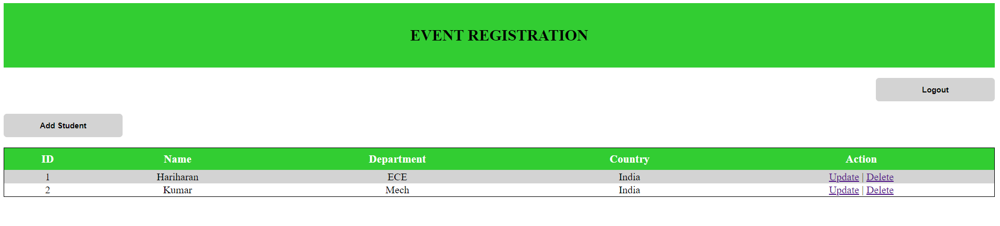 EVENT REGISTRATION
Logout
Add Student
ID Name Department Country Action
1 Hariharan ECE India Update | Delete
2 Kumar Mech India Update | Delete